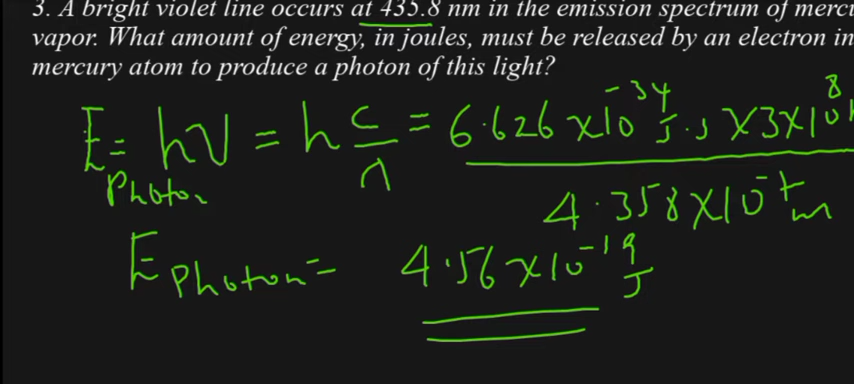 3. A bright violet line occurs at 435.8 nm in the emission spectrum of mercu
vapor. What amount of energy, in joules, must be released by an electron in
mercury atom to produce a photon of this light?
E = hν = h c/λ = 6.626 ×10⁻³⁴ J·s × 3×10⁸
Photon
4.358×10⁻⁷ m
E Photon = 4.56 ×10⁻¹⁹ J